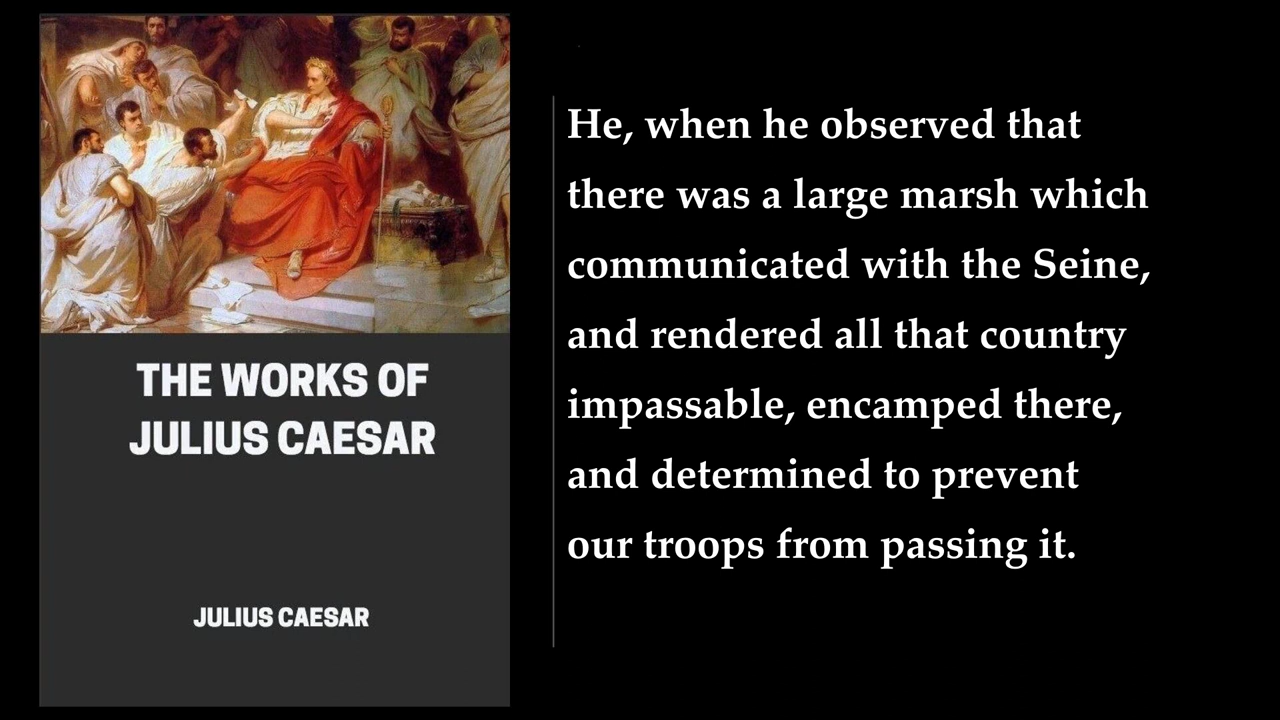 THE WORKS OF
JULIUS CAESAR
JULIUS CAESAR
He, when he observed that
there was a large marsh which
communicated with the Seine,
and rendered all that country
impassable, encamped there,
and determined to prevent
our troops from passing it.